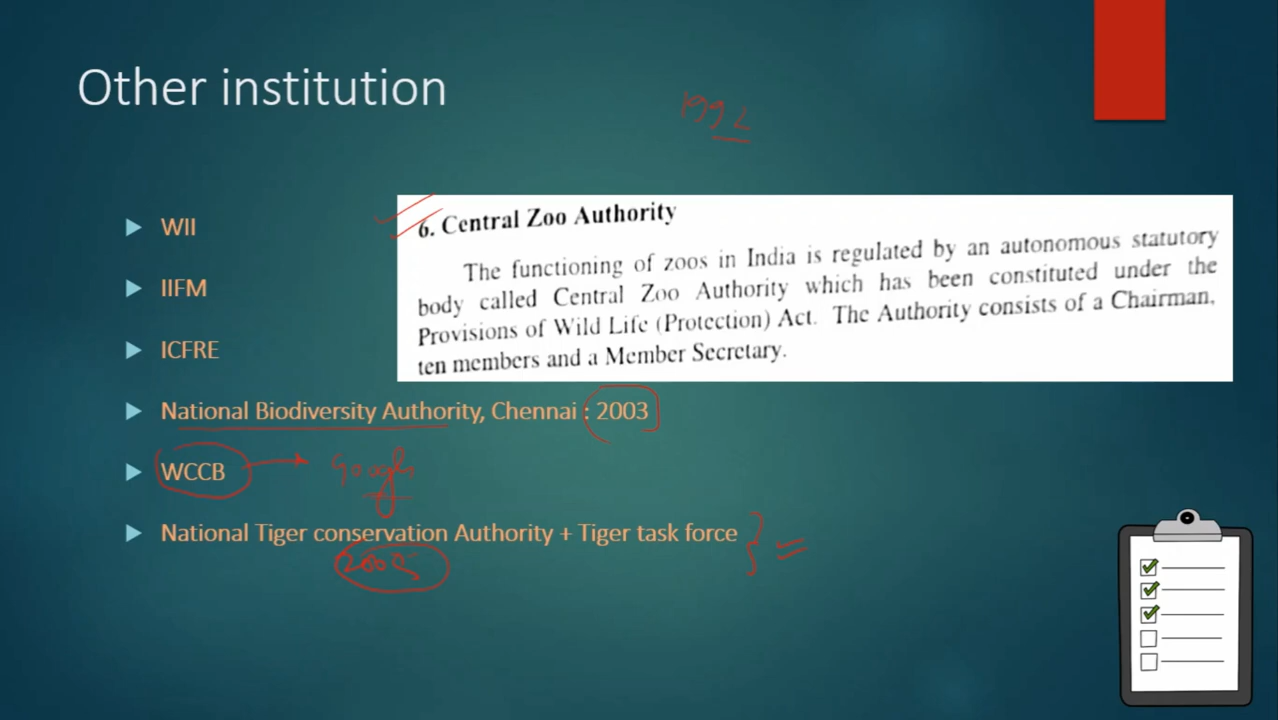 Other institution
1992
WII
6. Central Zoo Authority
The functioning of zoos in India is regulated by an autonomous statutory
body called Central Zoo Authority which has been constituted under the
Provisions of Wild Life (Protection) Act. The Authority consists of a Chairman,
ten members and a Member Secretary.
IIFM
ICFRE
National Biodiversity Authority, Chennai : 2003
WCCB
Google
National Tiger conservation Authority + Tiger task force
2005